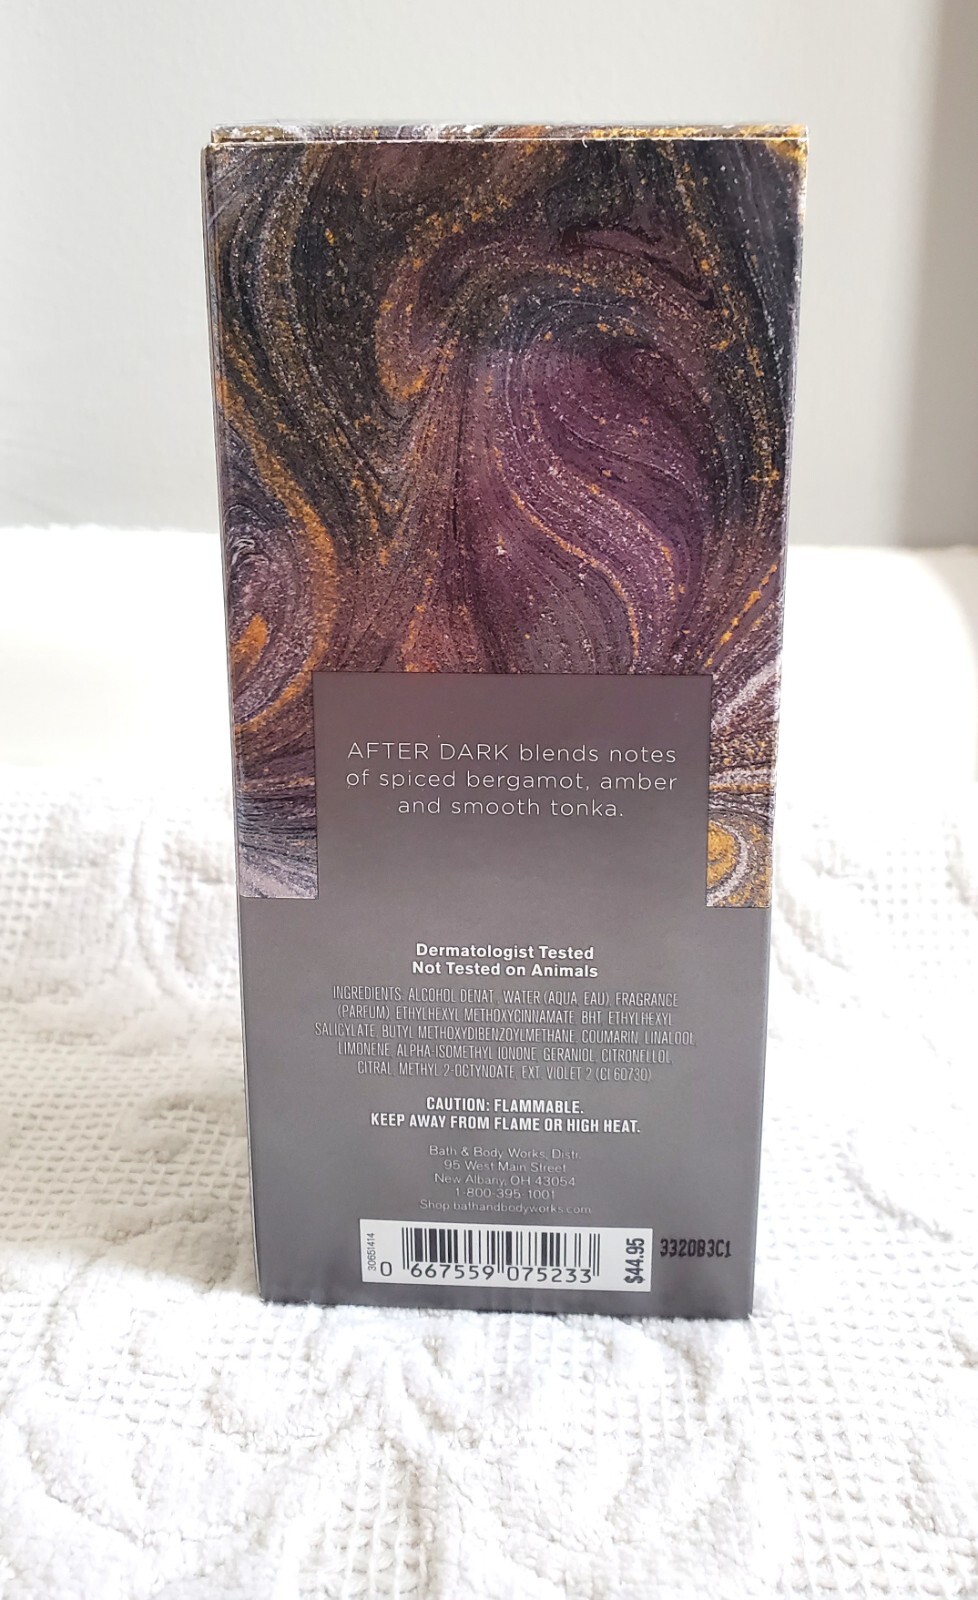 AFTER DARK blends notes
of spiced bergamot, amber
and smooth tonka.
Dermatologist Tested
Not Tested on Animals
INGREDIENTS: ALCOHOL DENAT., WATER (AQUA, EAU), FRAGRANCE
(PARFUM), ETHYLHEXYL METHOXYCINNAMATE, BHT, ETHYLHEXYL
SALICYLATE, BUTYL METHOXYDIBENZOYLMETHANE, COUMARIN, LINALOOL,
LIMONENE, ALPHA-ISOMETHYL IONONE, GERANIOL, CITRONELLOL,
CITRAL, METHYL 2-OCTYNOATE, EXT. VIOLET 2 (CI 60730)
CAUTION: FLAMMABLE.
KEEP AWAY FROM FLAME OR HIGH HEAT.
Bath & Body Works, Distr.
95 West Main Street
New Albany, OH 43054
1-800-395-1001
Shop bathandbodyworks.com
30651414
0 667559 075233
$44.95
3320B3C1